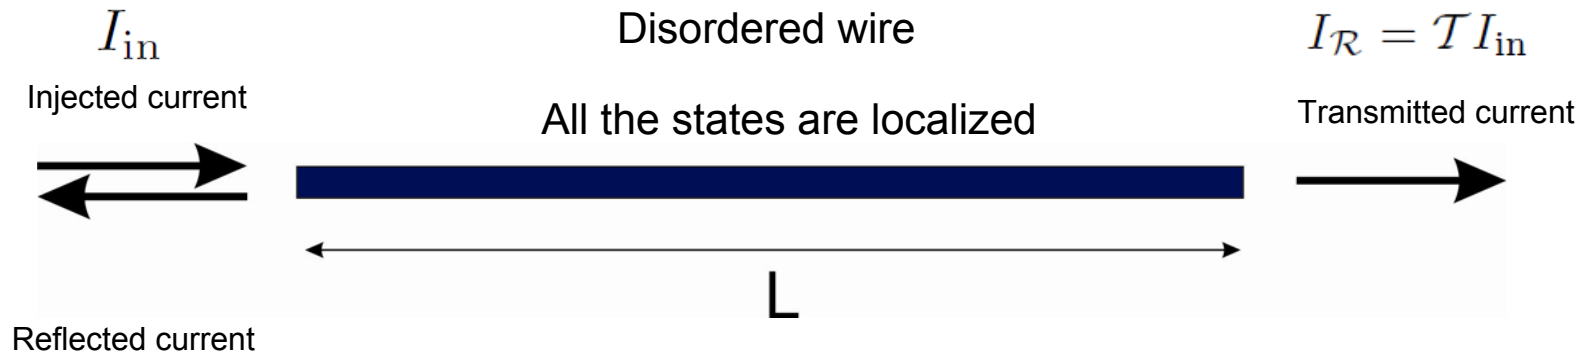 I_in
Disordered wire
I_ℛ = 𝒯 I_in
Injected current
All the states are localized
Transmitted current
L
Reflected current